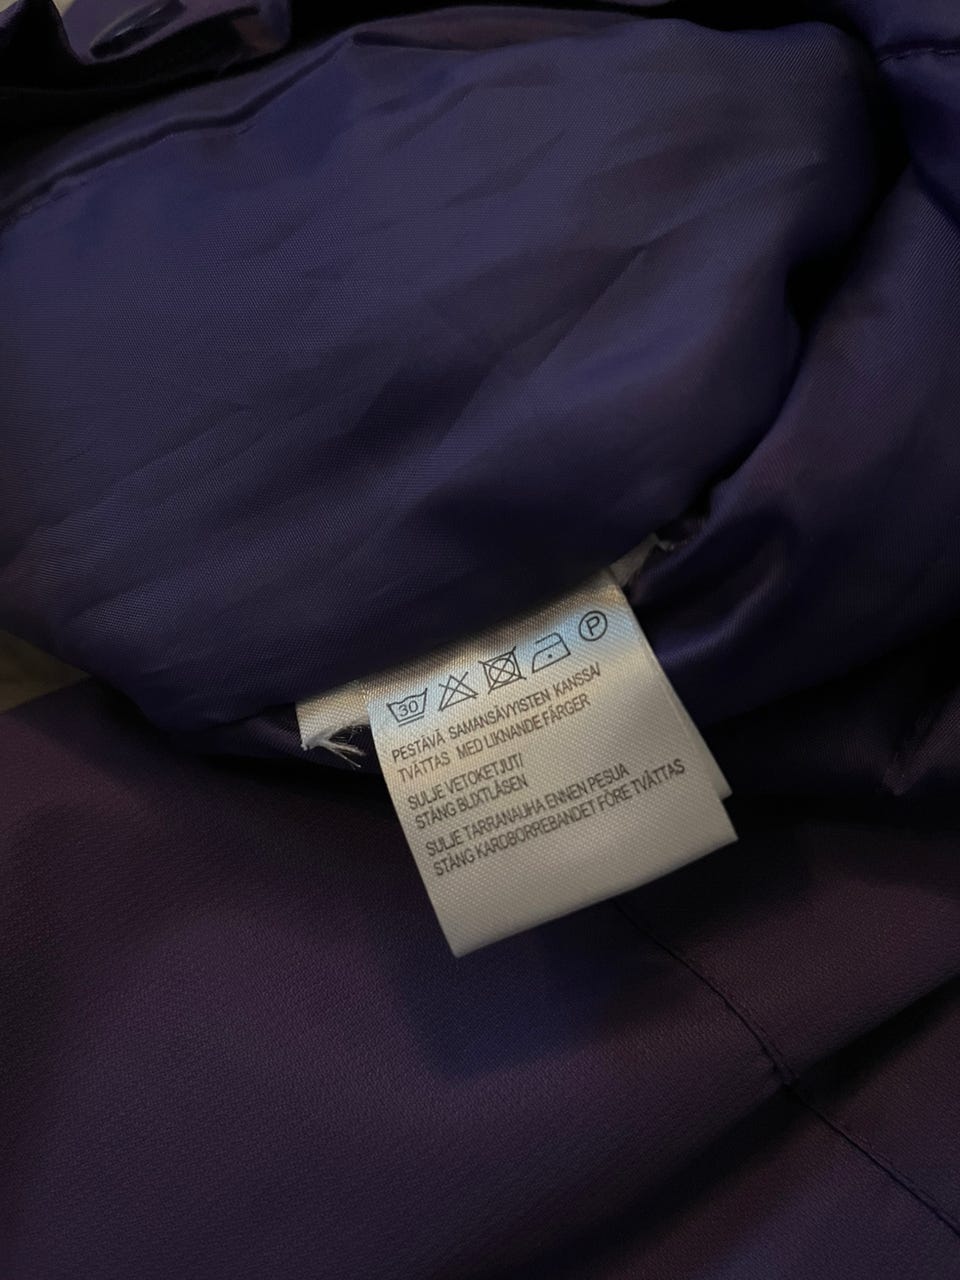 30 P
PESTÄVÄ SAMANSÄVYISTEN KANSSA/
TVÄTTAS MED LIKNANDE FÄRGER
SULJE VETOKETJUT/
STÄNG BLIXTLÅSEN
SULJE TARRANAUHA ENNEN PESUA
STÄNG KARDBORREBANDET FÖRE TVÄTTAS